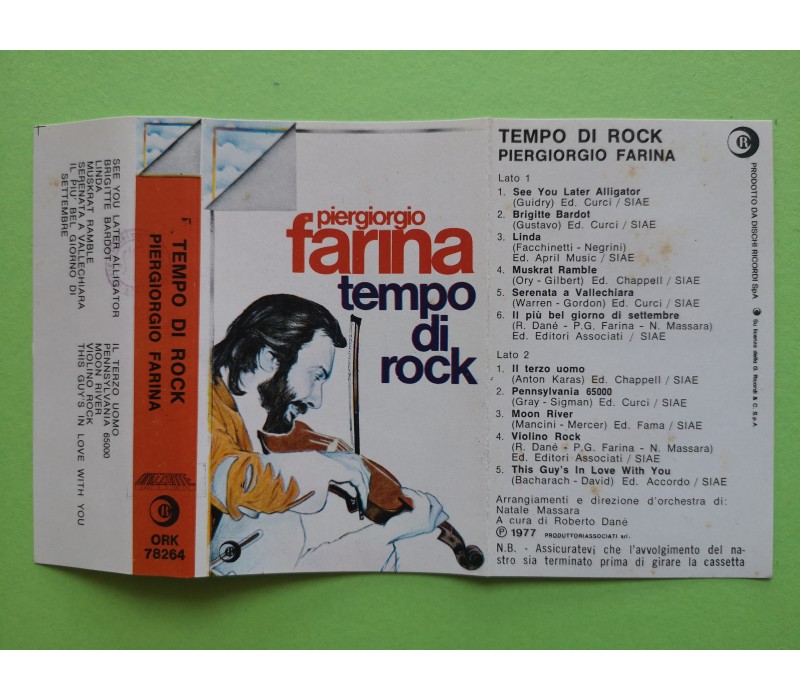 SEE YOU LATER ALLIGATOR
BRIGITTE BARDOT
LINDA
MUSKRAT RAMBLE
SERENATA A VALLECHIARA
IL PIU' BEL GIORNO DI
SETTEMBRE
IL TERZO UOMO
PENNSYLVANIA 65000
MOON RIVER
VIOLINO ROCK
THIS GUY'S IN LOVE WITH YOU
TEMPO DI ROCK
PIERGIORGIO FARINA
R
ORK
78264
piergiorgio
farina
tempo
di
rock
R
TEMPO DI ROCK
PIERGIORGIO FARINA
Lato 1
1. See You Later Alligator
(Guidry) Ed. Curci / SIAE
2. Brigitte Bardot
(Gustavo) Ed. Curci / SIAE
3. Linda
(Facchinetti - Negrini)
Ed. April Music / SIAE
4. Muskrat Ramble
(Ory - Gilbert) Ed. Chappell / SIAE
5. Serenata a Vallechiara
(Warren - Gordon) Ed. Curci / SIAE
6. Il più bel giorno di settembre
(R. Dané - P.G. Farina - N. Massara)
Ed. Editori Associati / SIAE
Lato 2
1. Il terzo uomo
(Anton Karas) Ed. Chappell / SIAE
2. Pennsylvania 65000
(Gray - Sigman) Ed. Curci / SIAE
3. Moon River
(Mancini - Mercer) Ed. Fama / SIAE
4. Violino Rock
(R. Dané - P.G. Farina - N. Massara)
Ed. Editori Associati / SIAE
5. This Guy's In Love With You
(Bacharach - David) Ed. Accordo / SIAE
Arrangiamenti e direzione d'orchestra di:
Natale Massara
A cura di Roberto Dané
Ⓟ 1977 PRODUTTORIASSOCIATI srl.
N.B. - Assicuratevi che l'avvolgimento del na-
stro sia terminato prima di girare la cassetta
R
PRODOTTO DA DISCHI RICORDI SpA
Su licenza della G. Ricordi & C. S.p.A.